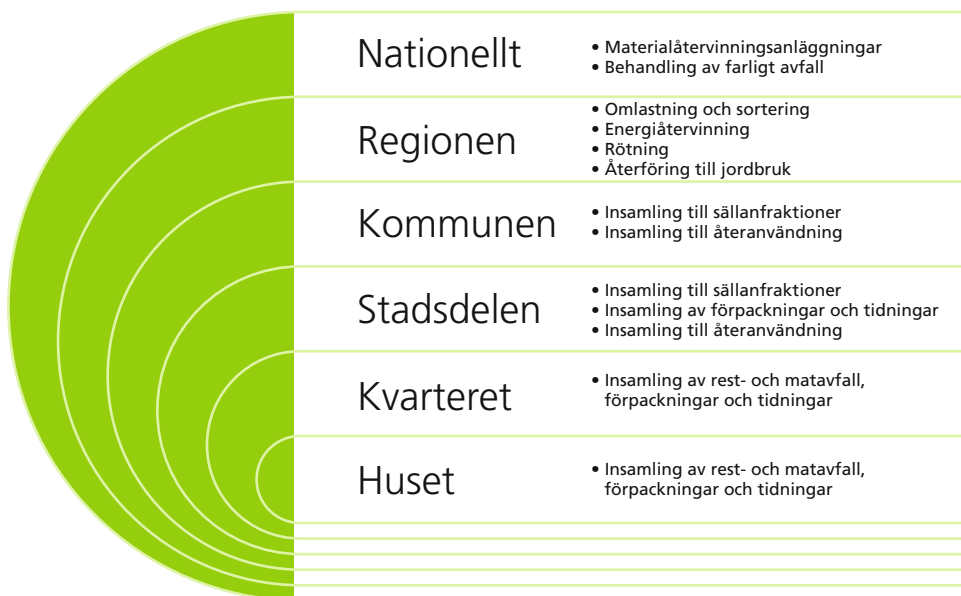 Nationellt
• Materialåtervinningsanläggningar
• Behandling av farligt avfall
Regionen
• Omlastning och sortering
• Energiåtervinning
• Rötning
• Återföring till jordbruk
Kommunen
• Insamling till sällanfraktioner
• Insamling till återanvändning
Stadsdelen
• Insamling till sällanfraktioner
• Insamling av förpackningar och tidningar
• Insamling till återanvändning
Kvarteret
• Insamling av rest- och matavfall,
förpackningar och tidningar
Huset
• Insamling av rest- och matavfall,
förpackningar och tidningar